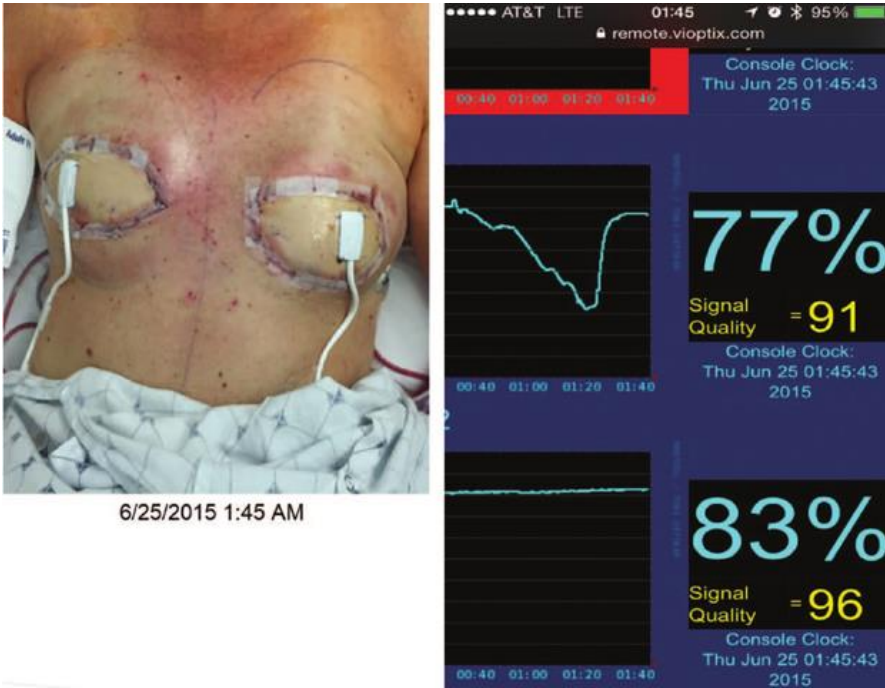 6/25/2015 1:45 AM
AT&T LTE 01:45 95%
remote.vioptix.com
00:40 01:00 01:20 01:40
Console Clock:
Thu Jun 25 01:45:43
2015
77%
Signal
Quality = 91
00:40 01:00 01:20 01:40
Console Clock:
Thu Jun 25 01:45:43
2015
2
83%
Signal
Quality = 96
00:40 01:00 01:20 01:40
Console Clock:
Thu Jun 25 01:45:43
2015